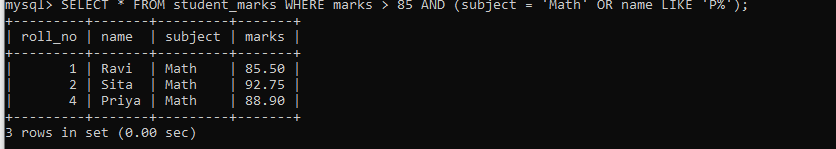 mysql> SELECT * FROM student_marks WHERE marks > 85 AND (subject = 'Math' OR name LIKE 'P%');
+---------+-------+---------+-------+
| roll_no | name  | subject | marks |
+---------+-------+---------+-------+
|       1 | Ravi  | Math    | 85.50 |
|       2 | Sita  | Math    | 92.75 |
|       4 | Priya | Math    | 88.90 |
+---------+-------+---------+-------+
3 rows in set (0.00 sec)